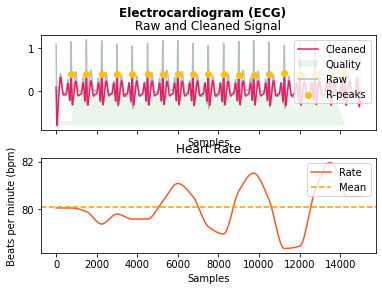 Electrocardiogram (ECG)
Raw and Cleaned Signal
1
0
Cleaned
Quality
Raw
R-peaks
Samples
Heart Rate
Beats per minute (bpm)
82
80
Rate
Mean
0 2000 4000 6000 8000 10000 12000 14000
Samples